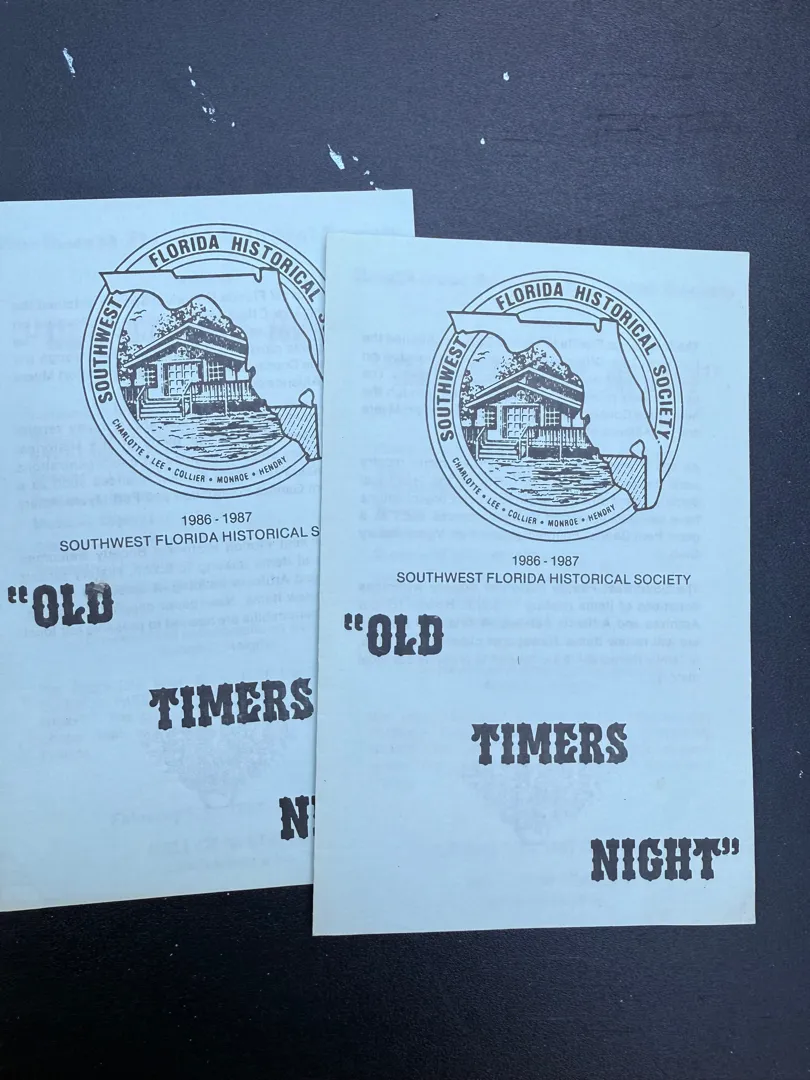 SOUTHWEST FLORIDA HISTORICAL
CHARLOTTE • LEE • COLLIER • MONROE • HENDRY
1986 - 1987
SOUTHWEST FLORIDA HISTORICAL S
“OLD
TIMERS
NI
SOUTHWEST FLORIDA HISTORICAL SOCIETY
CHARLOTTE • LEE • COLLIER • MONROE • HENDRY
1986 - 1987
SOUTHWEST FLORIDA HISTORICAL SOCIETY
“OLD
TIMERS
NIGHT”